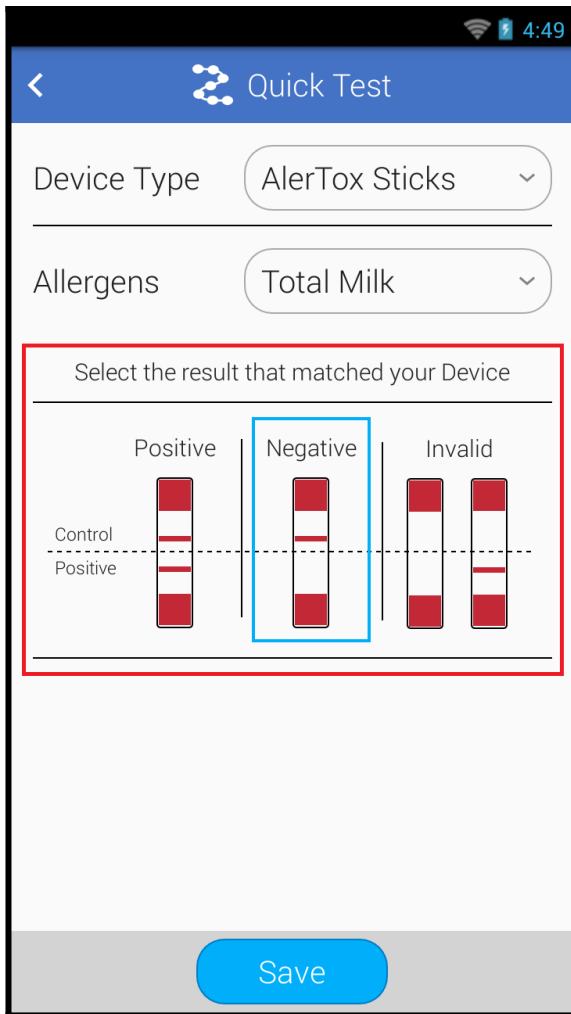 4:49
Quick Test
Device Type
AlerTox Sticks
Allergens
Total Milk
Select the result that matched your Device
Positive
Negative
Invalid
Control
Positive
Save